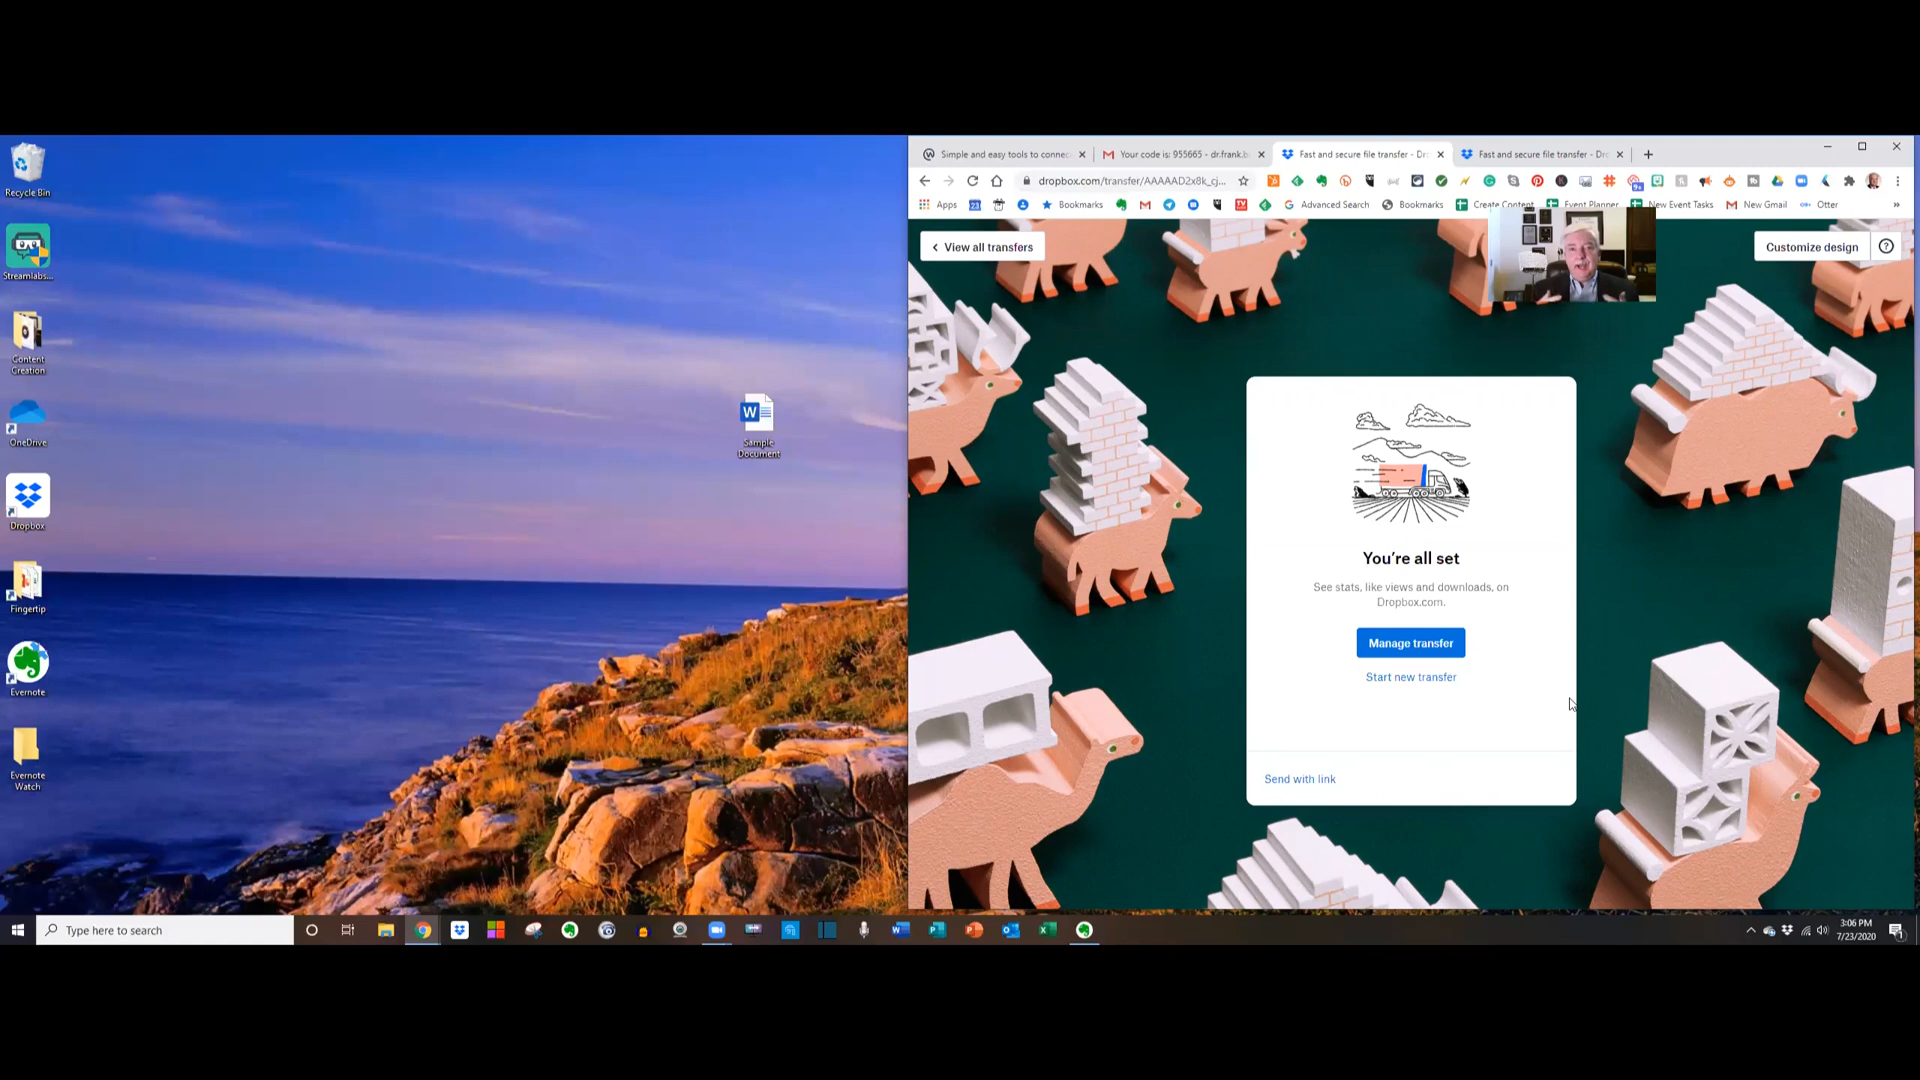 Recycle Bin
Streamlabs...
Content
Creation
OneDrive
Dropbox
Fingertip
Evernote
Evernote
Watch
W
Sample
Document
Simple and easy tools to connec
Your code is: 955665 - dr.frank.b
Fast and secure file transfer - Dr
Fast and secure file transfer - Dr
dropbox.com/transfer/AAAAAD2x8k_cj...
Apps
23
Bookmarks
Advanced Search
Bookmarks
Create Content
Event Planner
New Event Tasks
New Gmail
Otter
View all transfers
Customize design
You're all set
See stats, like views and downloads, on
Dropbox.com.
Manage transfer
Start new transfer
Send with link
Type here to search
3:06 PM
7/23/2020